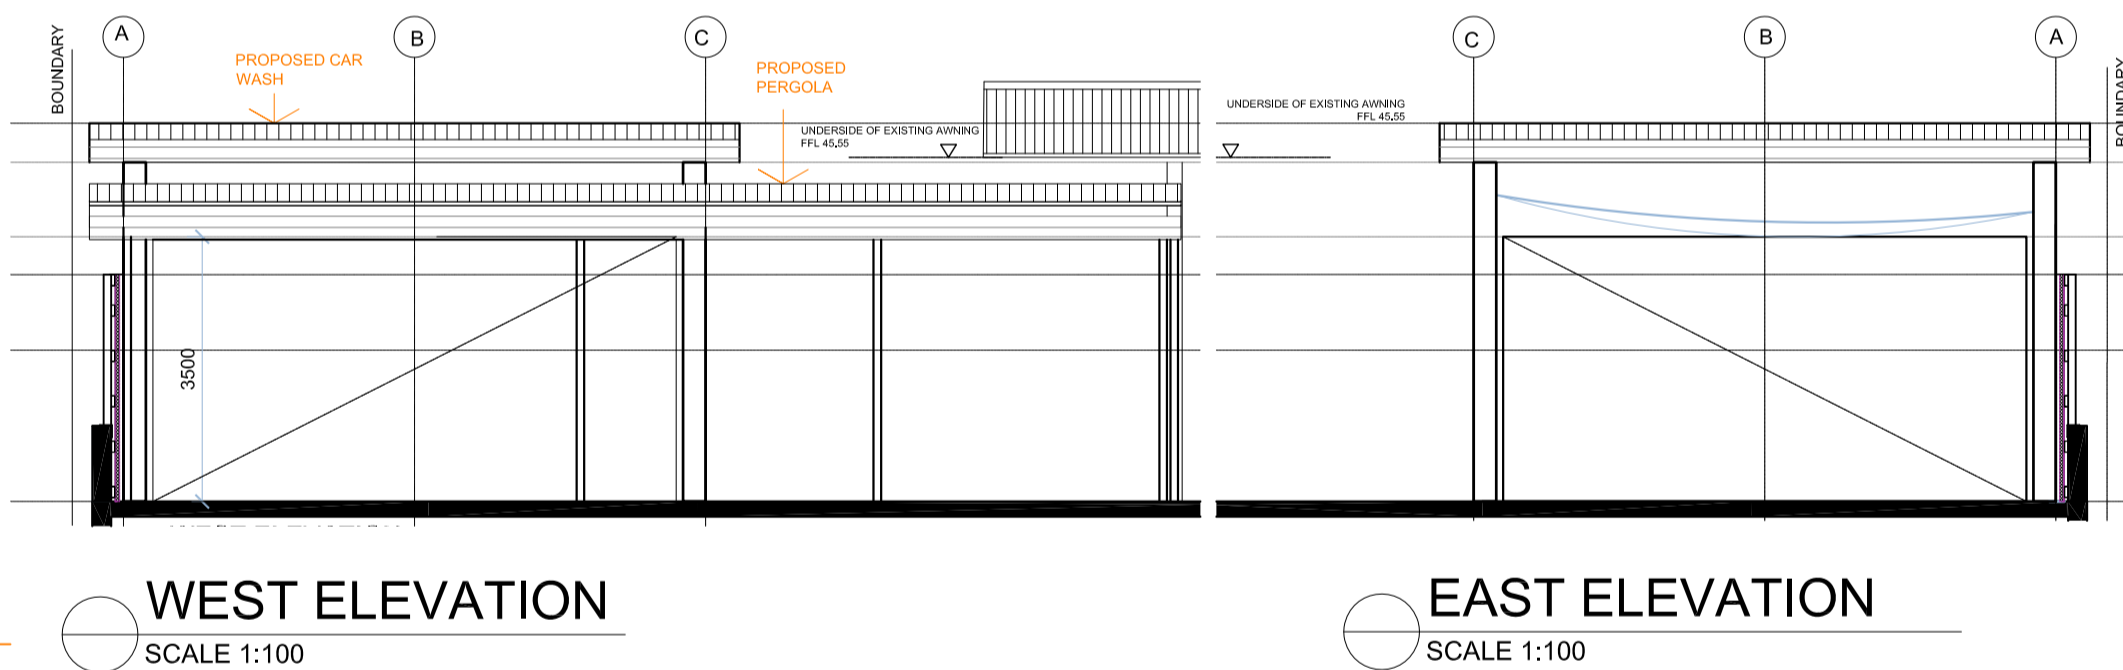 BOUNDARY
A
B
C
PROPOSED CAR
WASH
PROPOSED
PERGOLA
UNDERSIDE OF EXISTING AWNING
FFL 45.55
3500
WEST ELEVATION
SCALE 1:100
C
B
A
BOUNDARY
UNDERSIDE OF EXISTING AWNING
FFL 45.55
EAST ELEVATION
SCALE 1:100